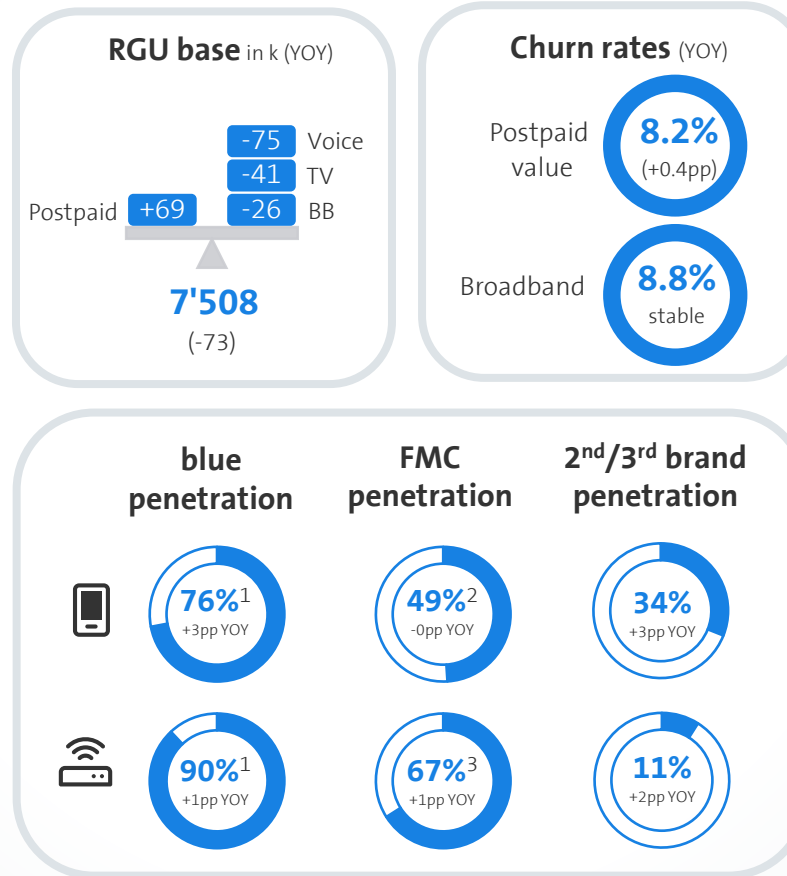 RGU base in k (YOY)
-75 Voice
-41 TV
Postpaid +69 -26 BB
7'508
(-73)
Churn rates (YOY)
Postpaid
value
8.2%
(+0.4pp)
Broadband
8.8%
stable
blue
penetration
FMC
penetration
2nd/3rd brand
penetration
76%1
+3pp YOY
49%2
-0pp YOY
34%
+3pp YOY
90%1
+1pp YOY
67%3
+1pp YOY
11%
+2pp YOY